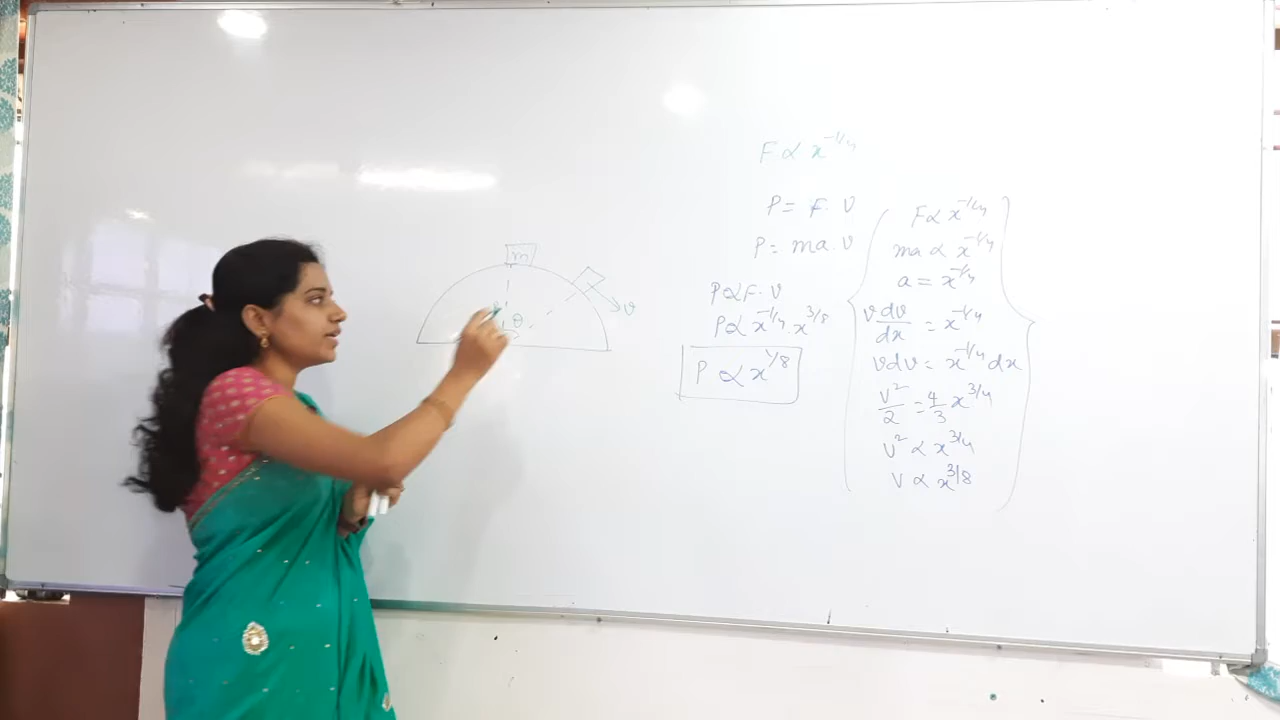 m
θ
v
F ∝ x^-1/4
P = F. v
P = ma. v
P ∝ F. v
P ∝ x^-1/4. x^3/8
P ∝ x^1/8
F ∝ x^-1/4
ma ∝ x^-1/4
a = x^-1/4
v dv/dx = x^-1/4
vdv = x^-1/4 dx
v²/2 = 4/3 x^3/4
v² ∝ x^3/4
v ∝ x^3/8